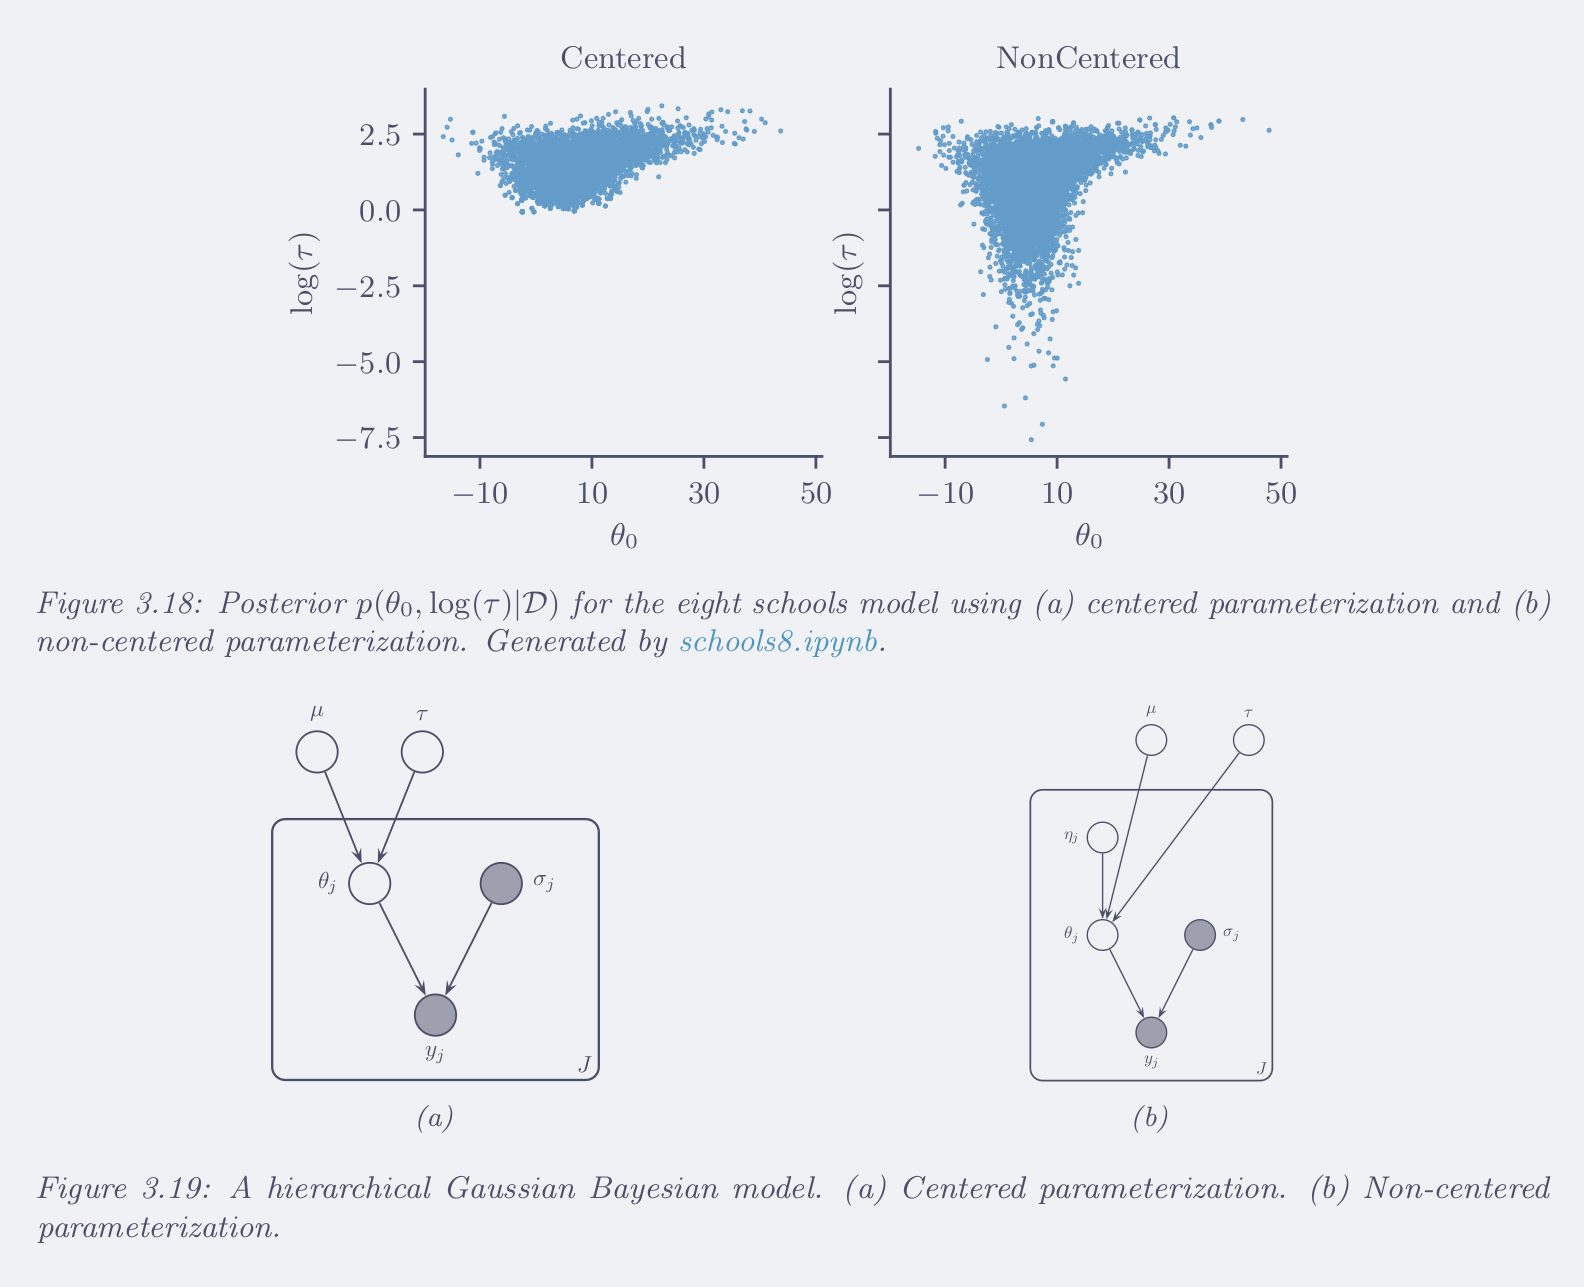 Centered NonCentered
2.5
0.0
−2.5
−5.0
−7.5
log(τ) log(τ)
−10 10 30 50 −10 10 30 50
θ0 θ0
Figure 3.18: Posterior p(θ0, log(τ)|𝒟) for the eight schools model using (a) centered parameterization and (b)
non-centered parameterization. Generated by schools8.ipynb.
μ τ
θj σj
yj
J
(a)
μ τ
ηj
θj σj
yj
J
(b)
Figure 3.19: A hierarchical Gaussian Bayesian model. (a) Centered parameterization. (b) Non-centered
parameterization.